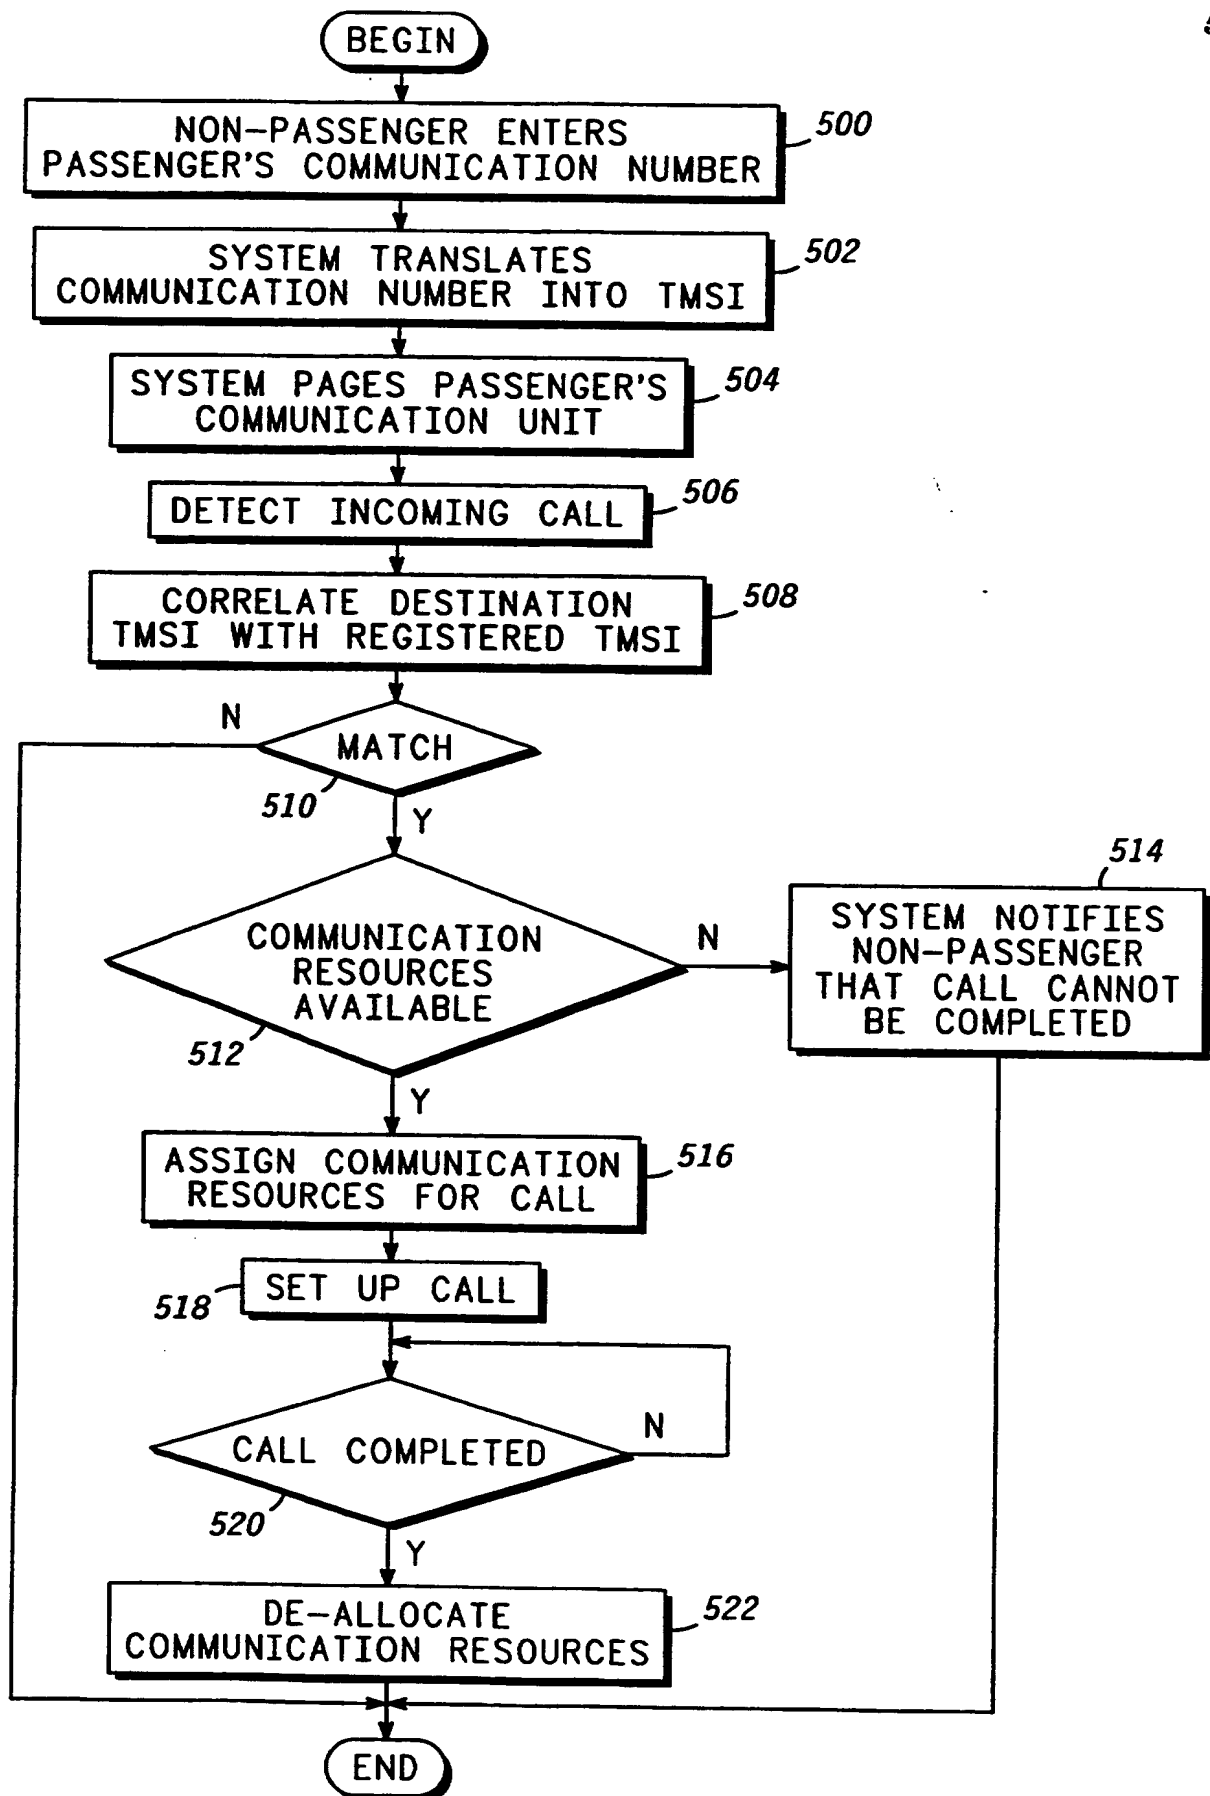 BEGIN
NON-PASSENGER ENTERS
PASSENGER'S COMMUNICATION NUMBER
500
SYSTEM TRANSLATES
COMMUNICATION NUMBER INTO TMSI
502
SYSTEM PAGES PASSENGER'S
COMMUNICATION UNIT
504
DETECT INCOMING CALL
506
CORRELATE DESTINATION
TMSI WITH REGISTERED TMSI
508
N
MATCH
510
Y
COMMUNICATION
RESOURCES
AVAILABLE
512
N
514
SYSTEM NOTIFIES
NON-PASSENGER
THAT CALL CANNOT
BE COMPLETED
Y
ASSIGN COMMUNICATION
RESOURCES FOR CALL
516
SET UP CALL
518
CALL COMPLETED
N
520
Y
DE-ALLOCATE
COMMUNICATION RESOURCES
522
END